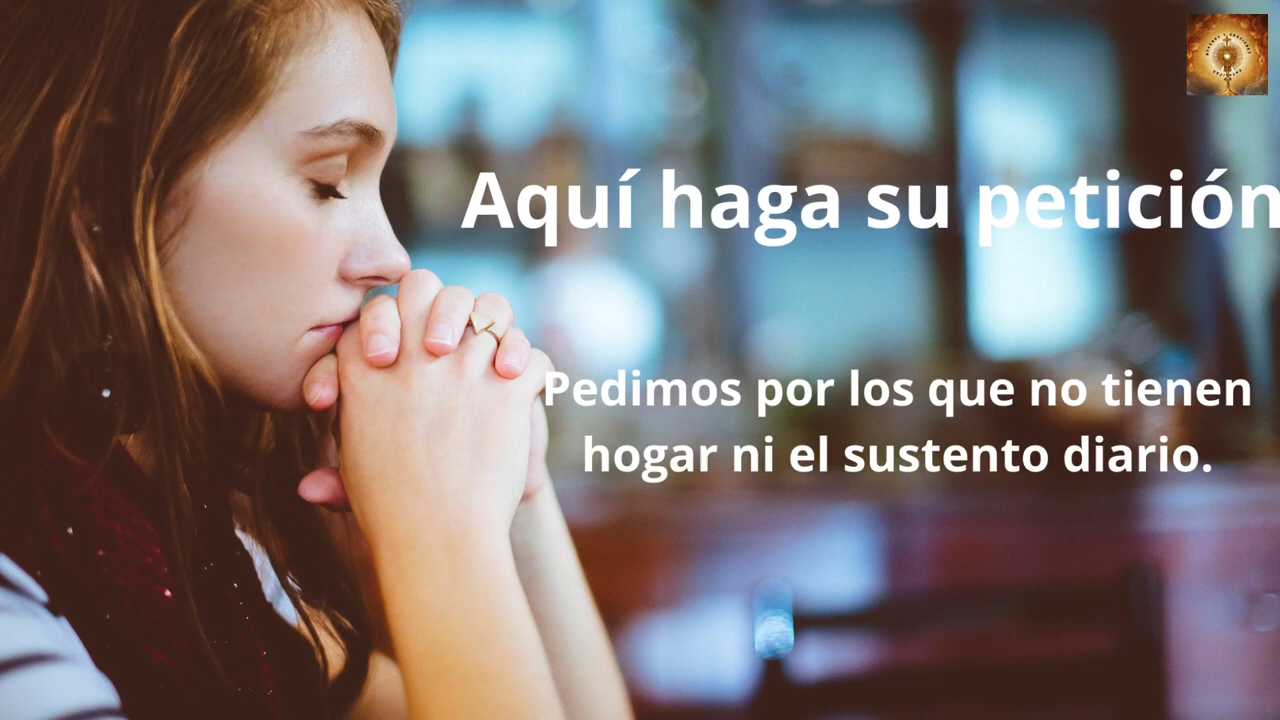 Aquí haga su petición
Pedimos por los que no tienen
hogar ni el sustento diario.